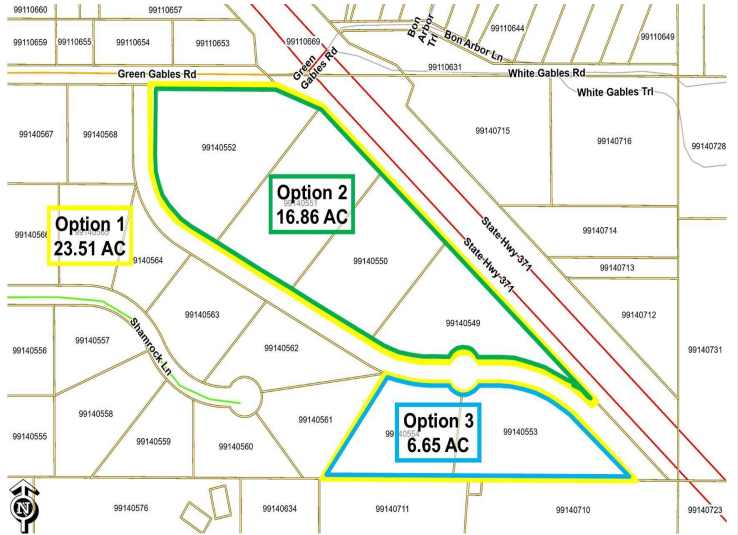 99110660
99110657
99110659
99110655
99110654
99110653
99110669
Bon
Arbor
Trl
99110644
99110649
Bon Arbor Ln
Green
Gables Rd
99110631
Green Gables Rd
White Gables Rd
White Gables Trl
99140567
99140568
99140552
99140715
99140716
99140728
Option 2
99140551
16.86 AC
Option 1
99140565
23.51 AC
99140566
99140564
99140550
State Hwy 371
State Hwy 371
99140714
99140713
99140563
99140549
99140712
99140556
99140557
Shamrock Ln
99140562
99140731
99140558
99140561
Option 3
99140554
6.65 AC
99140553
99140555
99140559
99140560
N
99140576
99140634
99140711
99140710
99140723